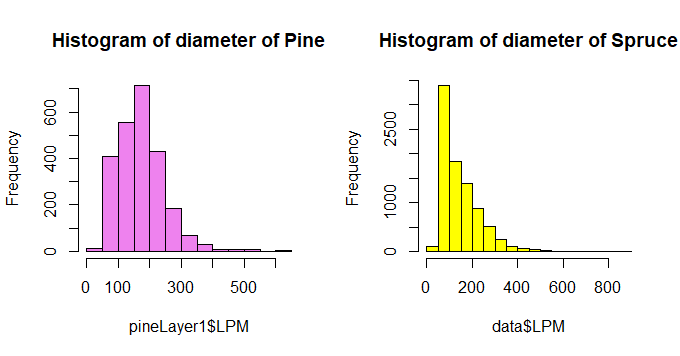 Histogram of diameter of Pine
Frequency
0 200 400 600
0 100 300 500
pineLayer1$LPM
Histogram of diameter of Spruce
Frequency
0 1000 2500
0 200 400 600 800
data$LPM